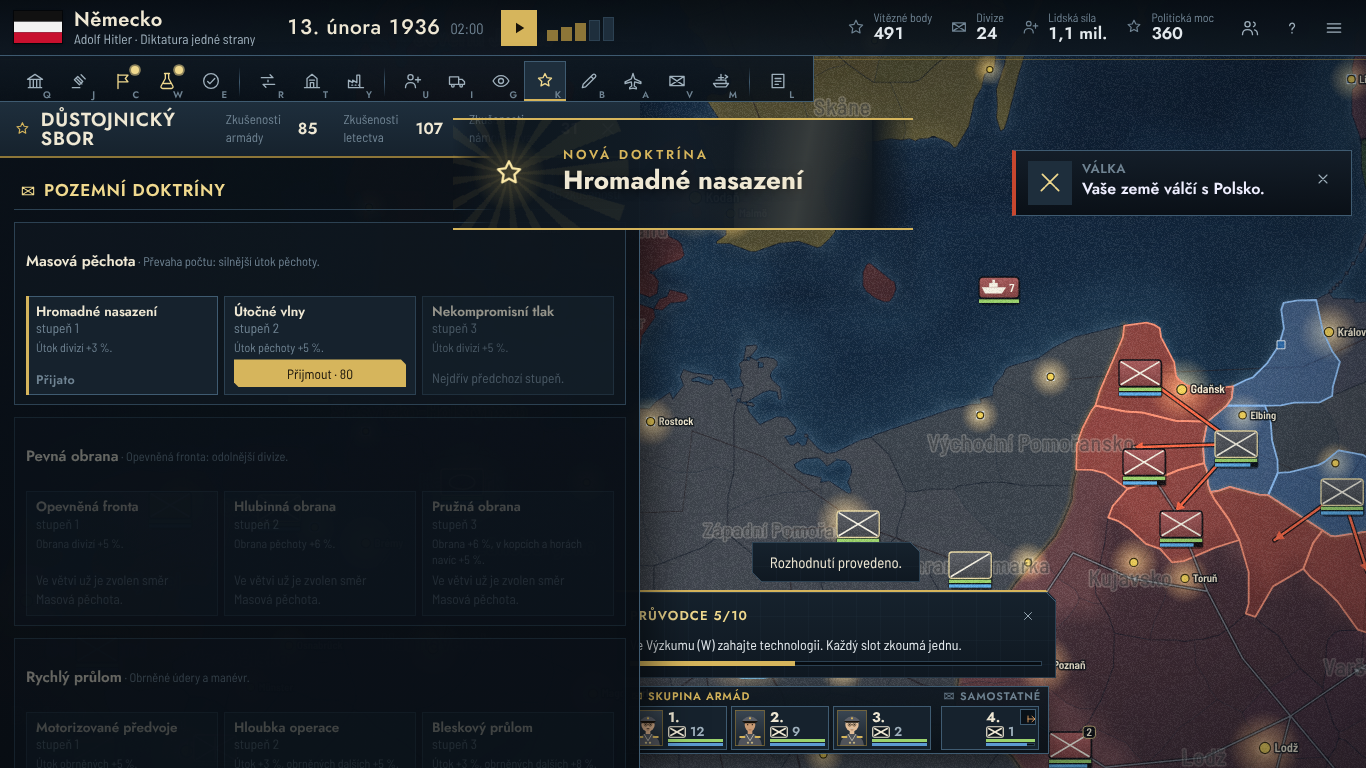 Německo
Adolf Hitler · Diktatura jedné strany
13. února 1936 02:00
Vítězné body
491
Divize
24
Lidská síla
1,1 mil.
Politická moc
360
?
Q J C W E R T Y U I G K B A V M L
DŮSTOJNICKÝ SBOR
Zkušenosti armády 85
Zkušenosti letectva 107
NOVÁ DOKTRÍNA
Hromadné nasazení
VÁLKA
Vaše země válčí s Polsko.
POZEMNÍ DOKTRÍNY
Masová pěchota · Převaha počtu: silnější útok pěchoty.
Hromadné nasazení
stupeň 1
Útok divizí +3 %.
Přijato
Útočné vlny
stupeň 2
Útok pěchoty +5 %.
Přijmout · 80
Nekompromisní tlak
stupeň 3
Útok divizí +5 %.
Nejdřív předchozí stupeň.
Pevná obrana · Opevněná fronta: odolnější divize.
Opevněná fronta
stupeň 1
Obrana divizí +5 %.
Ve větvi už je zvolen směr
Masová pěchota.
Hlubinná obrana
stupeň 2
Obrana pěchoty +6 %.
Ve větvi už je zvolen směr
Masová pěchota.
Pružná obrana
stupeň 3
Obrana +6 %, v kopcích a horách
navíc +5 %.
Ve větvi už je zvolen směr
Masová pěchota.
Rychlý průlom · Obrněné údery a manévr.
Motorizované předvoje
stupeň 1
Hloubka operace
stupeň 2
Bleskový průlom
stupeň 3
Skåne
7
Králov
Gdaňsk
Elbing
Rostock
Východní Pomořansko
Západní Pomořa
Kujavsko
Toruň
Poznaň
Varš
Lodž
Lodž
2
Rozhodnutí provedeno.
RŮVODCE 5/10
e Výzkumu (W) zahajte technologii. Každý slot zkoumá jednu.
SKUPINA ARMÁD
SAMOSTATNÉ
1.
12
2.
9
3.
2
4.
1